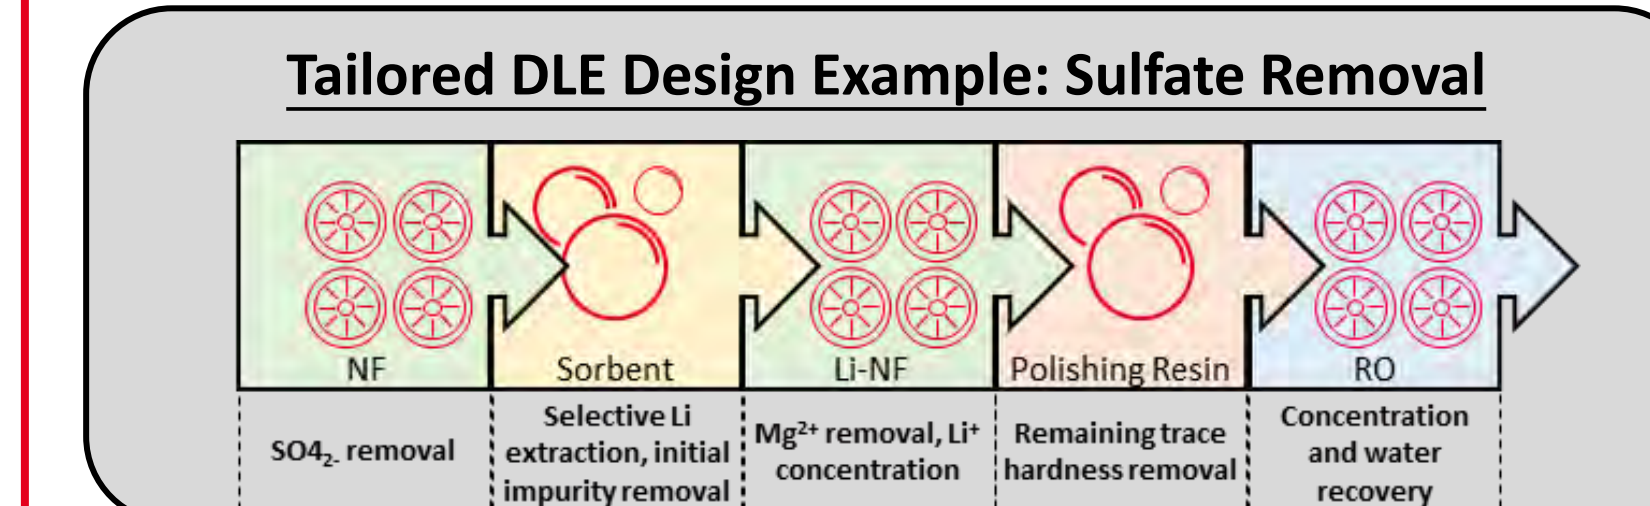 Tailored DLE Design Example: Sulfate Removal
NF
Sorbent
Li-NF
Polishing Resin
RO
SO4₂₋ removal
Selective Li
extraction, initial
impurity removal
Mg²⁺ removal, Li⁺
concentration
Remaining trace
hardness removal
Concentration
and water
recovery